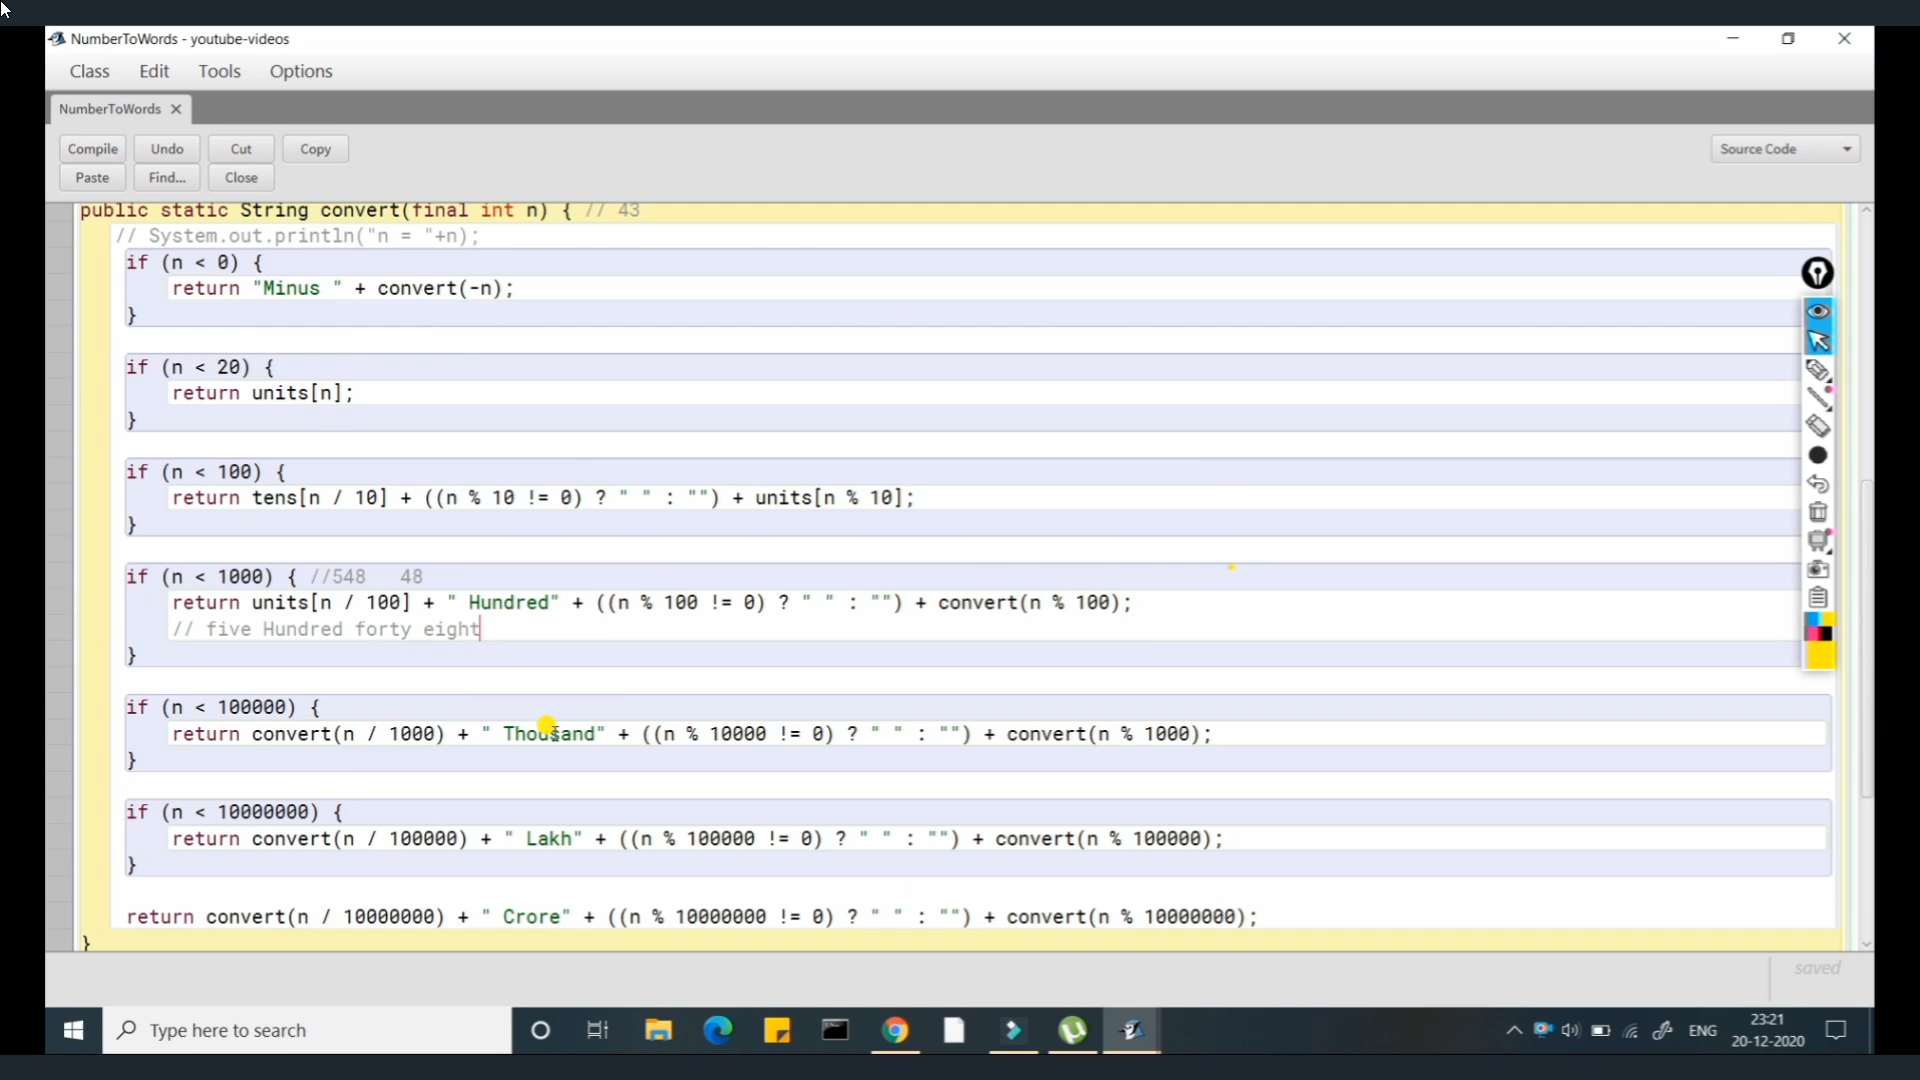 NumberToWords - youtube-videos
Class Edit Tools Options
NumberToWords
Compile Undo Cut Copy
Source Code
Paste Find... Close
public static String convert(final int n) { // 43
// System.out.println("n = "+n);
if (n < 0) {
return "Minus " + convert(-n);
}
if (n < 20) {
return units[n];
}
if (n < 100) {
return tens[n / 10] + ((n % 10 != 0) ? " " : "") + units[n % 10];
}
if (n < 1000) { //548 48
return units[n / 100] + " Hundred" + ((n % 100 != 0) ? " " : "") + convert(n % 100);
// five Hundred forty eight
}
if (n < 100000) {
return convert(n / 1000) + " Thousand" + ((n % 10000 != 0) ? " " : "") + convert(n % 1000);
}
if (n < 10000000) {
return convert(n / 100000) + " Lakh" + ((n % 100000 != 0) ? " " : "") + convert(n % 100000);
}
return convert(n / 10000000) + " Crore" + ((n % 10000000 != 0) ? " " : "") + convert(n % 10000000);
}
saved
Type here to search
ENG
23:21
20-12-2020